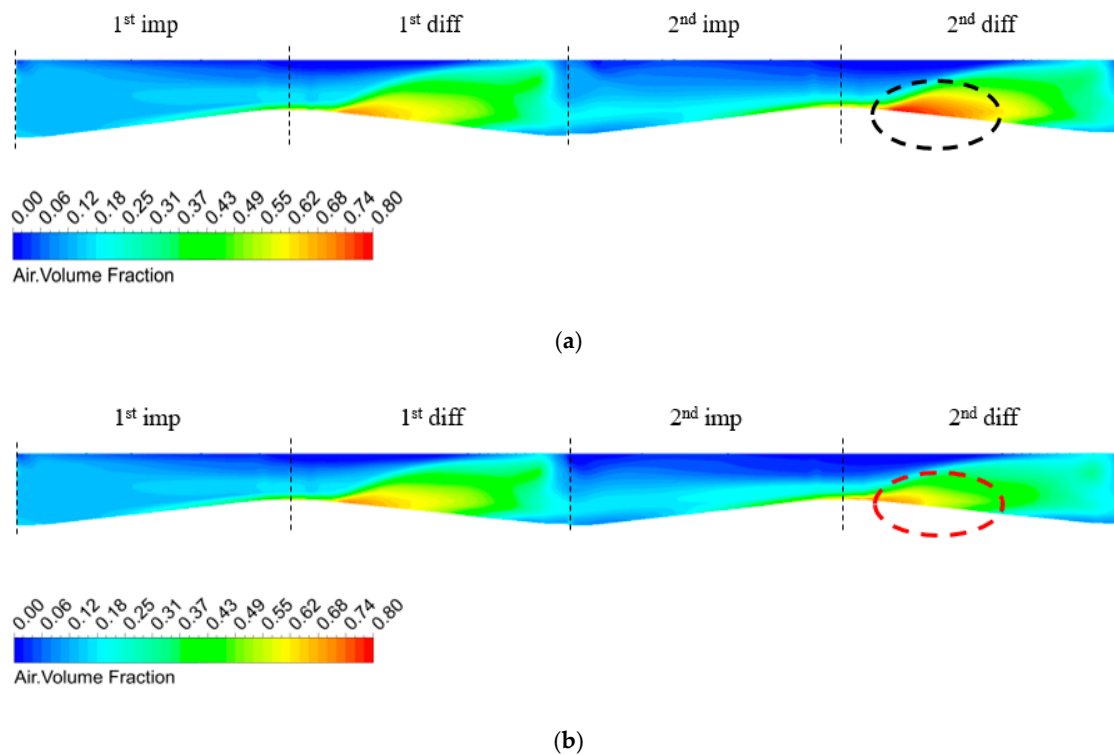 1st imp 1st diff 2nd imp 2nd diff
0.00 0.06 0.12 0.18 0.25 0.31 0.37 0.43 0.49 0.55 0.62 0.68 0.74 0.80
Air.Volume Fraction
(a)
1st imp 1st diff 2nd imp 2nd diff
0.00 0.06 0.12 0.18 0.25 0.31 0.37 0.43 0.49 0.55 0.62 0.68 0.74 0.80
Air.Volume Fraction
(b)